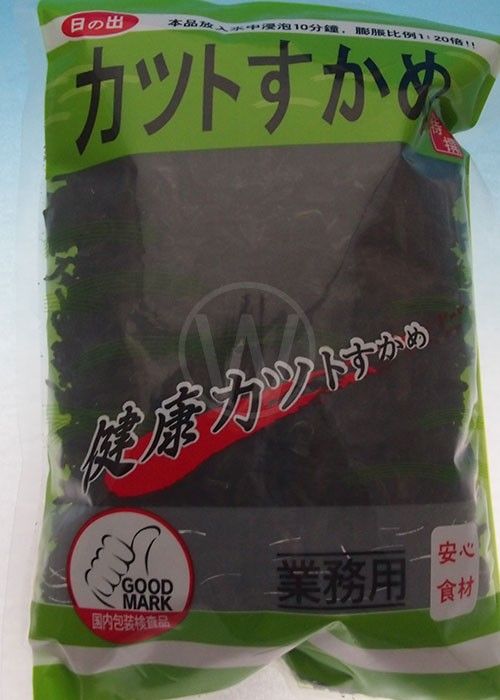 日の出
本品放入水中浸泡10分鐘，膨脹比例1：20倍!!
カットすかめ
特撰
健康カットすかめ
GOOD
MARK
国内包装検査品
業務用
安心
食材
W